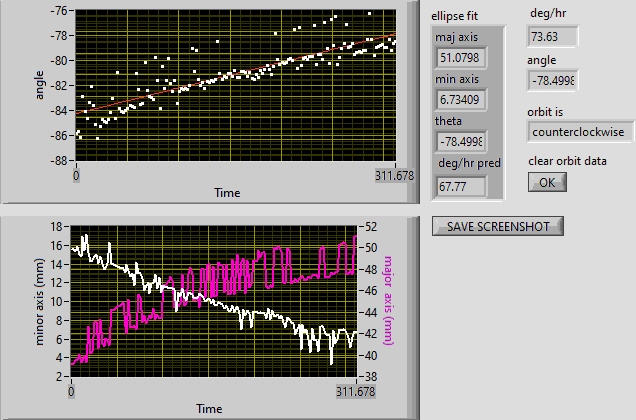 -76
-78
-80
-82
-84
-86
-88
angle
0
311.678
Time
ellipse fit
maj axis
51.0798
min axis
6.73409
theta
-78.499
deg/hr pred
67.77
deg/hr
73.63
angle
-78.499
orbit is
counterclockwise
clear orbit data
OK
SAVE SCREENSHOT
18
16
14
12
10
8
6
4
2
minor axis (mm)
52
50
48
46
44
42
40
38
major axis (mm)
0
311.678
Time